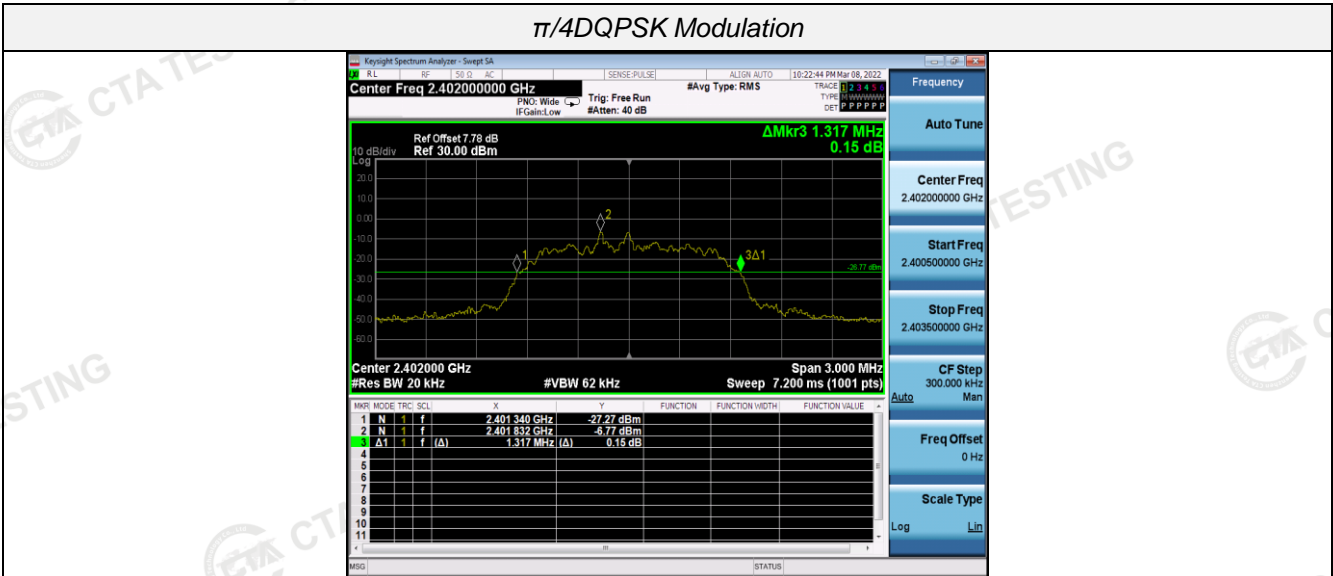 π/4DQPSK Modulation
Keysight Spectrum Analyzer - Swept SA
RL RF 50 Ω AC SENSE:PULSE ALIGN AUTO 10:22:44 PM Mar 08, 2022
Center Freq 2.402000000 GHz #Avg Type: RMS TRACE 1 2 3 4 5 6
PNO: Wide Trig: Free Run TYPE M WWWWW
IFGain:Low #Atten: 40 dB DET P P P P P P
Frequency
Auto Tune
Center Freq
2.402000000 GHz
Start Freq
2.400500000 GHz
Stop Freq
2.403500000 GHz
CF Step
300.000 kHz
Auto Man
Freq Offset
0 Hz
Scale Type
Log Lin
ΔMkr3 1.317 MHz
0.15 dB
Ref Offset 7.78 dB
10 dB/div Ref 30.00 dBm
Log
20.0
10.0
0.00
-10.0
-20.0
-30.0
-40.0
-50.0
-60.0
1
2
3Δ1
-26.77 dBm
Center 2.402000 GHz Span 3.000 MHz
#Res BW 20 kHz #VBW 62 kHz Sweep 7.200 ms (1001 pts)
MKR MODE TRC SCL X Y FUNCTION FUNCTION WIDTH FUNCTION VALUE
1 N 1 f 2.401 340 GHz -27.27 dBm
2 N 1 f 2.401 832 GHz -6.77 dBm
3 Δ1 1 f (Δ) 1.317 MHz (Δ) 0.15 dB
4
5
6
7
8
9
10
11
MSG STATUS
CTA TESTING
TESTING
STING
CTA
C